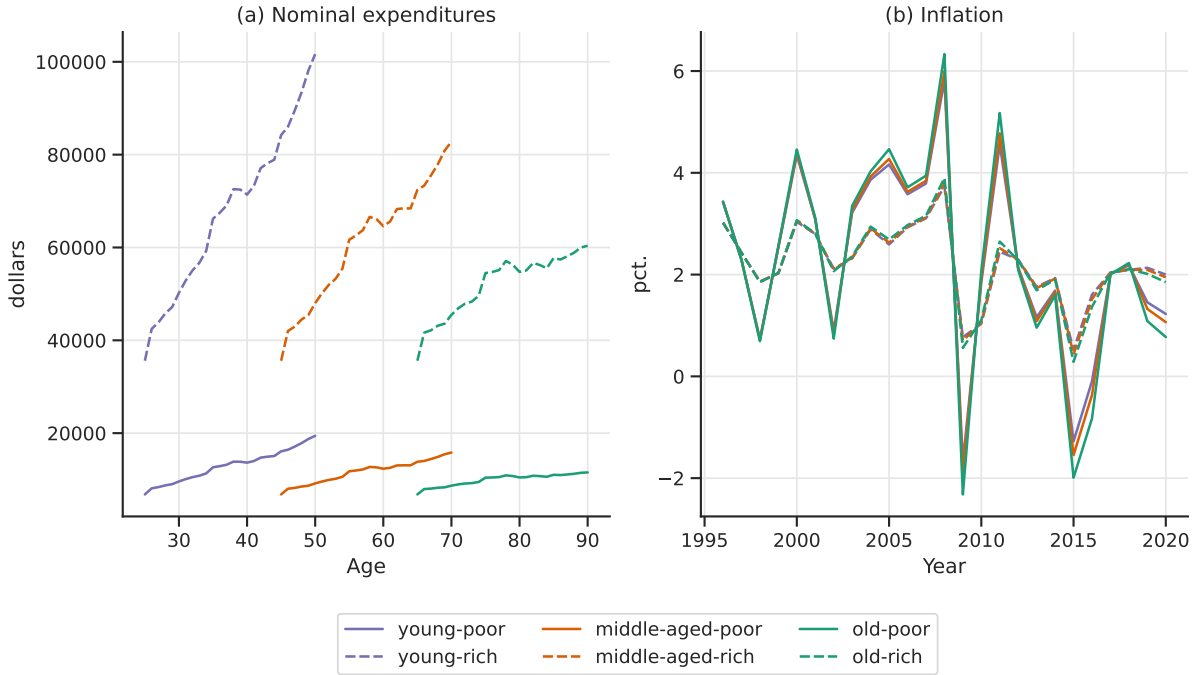 (a) Nominal expenditures
dollars
100000
80000
60000
40000
20000
30 40 50 60 70 80 90
Age
(b) Inflation
pct.
6
4
2
0
−2
1995 2000 2005 2010 2015 2020
Year
young-poor middle-aged-poor old-poor
young-rich middle-aged-rich old-rich